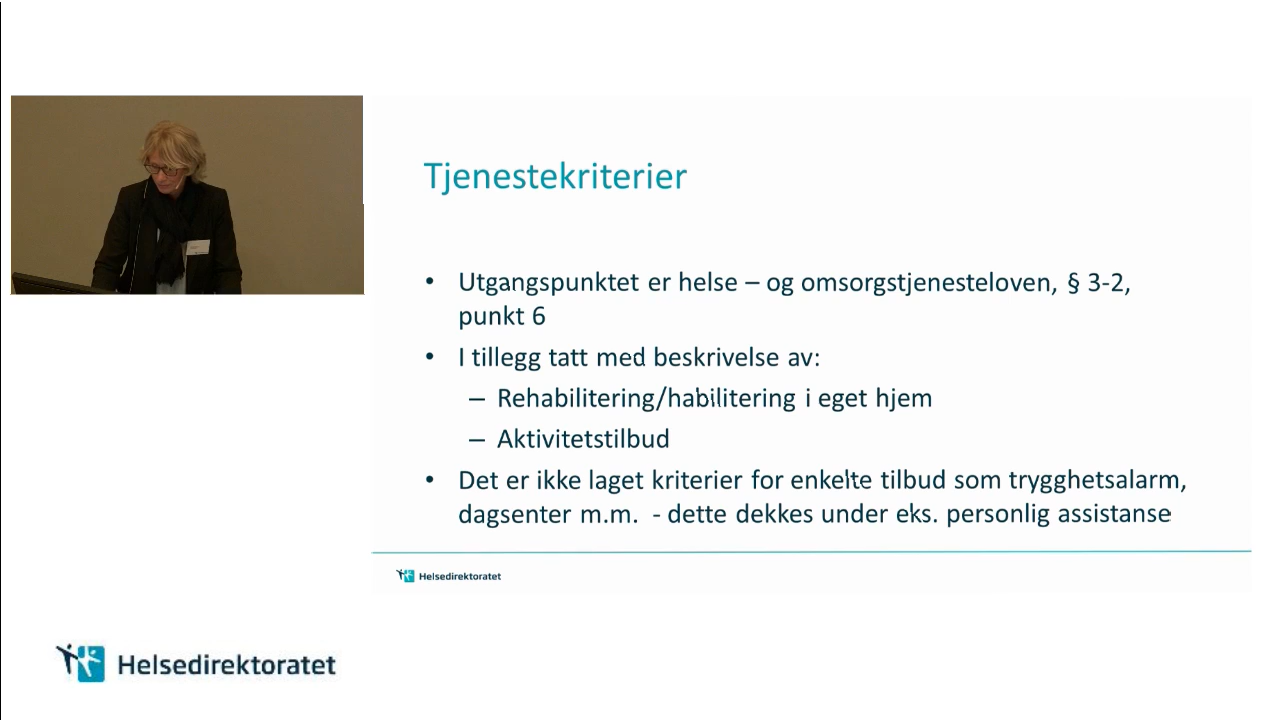 Tjenestekriterier
• Utgangspunktet er helse – og omsorgstjenesteloven, § 3-2,
punkt 6
• I tillegg tatt med beskrivelse av:
– Rehabilitering/habilitering i eget hjem
– Aktivitetstilbud
• Det er ikke laget kriterier for enkelte tilbud som trygghetsalarm,
dagsenter m.m. - dette dekkes under eks. personlig assistanse
Helsedirektoratet
Helsedirektoratet